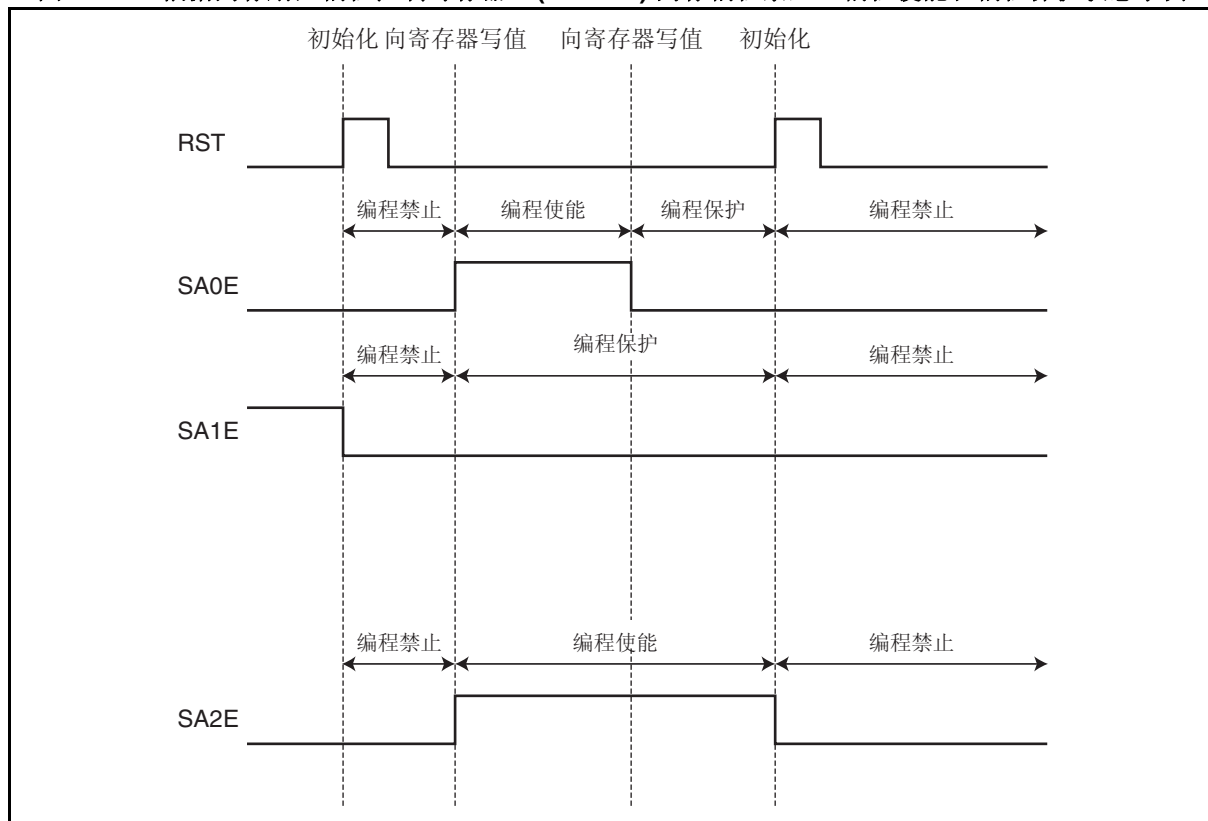 初始化 向寄存器写值 向寄存器写值 初始化
RST
编程禁止 编程使能 编程保护 编程禁止
SA0E
编程禁止 编程保护 编程禁止
SA1E
编程禁止 编程使能 编程禁止
SA2E